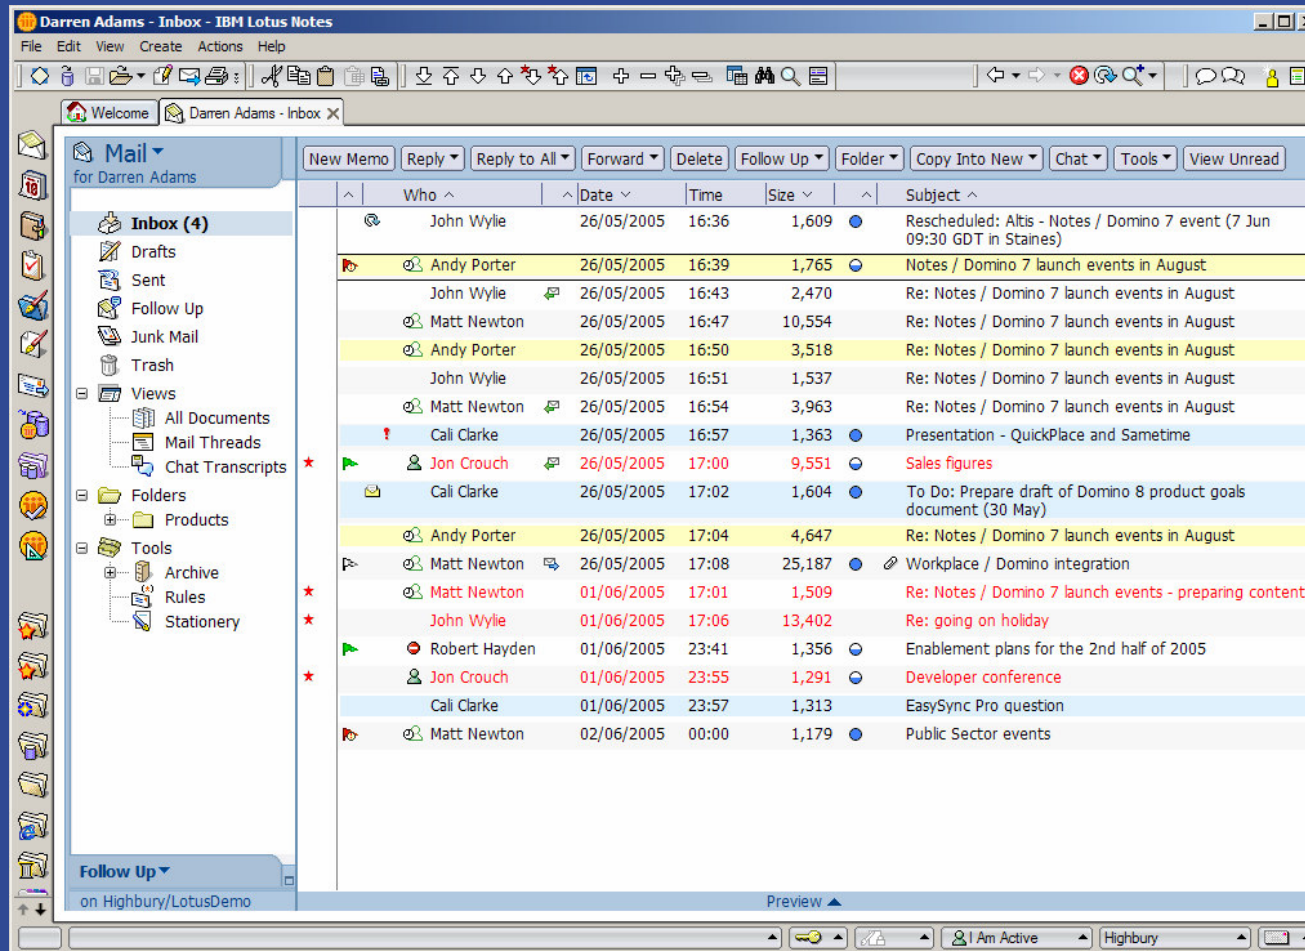 Darren Adams - Inbox - IBM Lotus Notes
File Edit View Create Actions Help
Welcome Darren Adams - Inbox
Mail
for Darren Adams
New Memo Reply Reply to All Forward Delete Follow Up Folder Copy Into New Chat Tools View Unread
Who Date Time Size Subject
Inbox (4)
Drafts
Sent
Follow Up
Junk Mail
Trash
Views
All Documents
Mail Threads
Chat Transcripts
Folders
Products
Tools
Archive
Rules
Stationery
Follow Up
on Highbury/LotusDemo
John Wylie 26/05/2005 16:36 1,609 Rescheduled: Altis - Notes / Domino 7 event (7 Jun
09:30 GDT in Staines)
Andy Porter 26/05/2005 16:39 1,765 Notes / Domino 7 launch events in August
John Wylie 26/05/2005 16:43 2,470 Re: Notes / Domino 7 launch events in August
Matt Newton 26/05/2005 16:47 10,554 Re: Notes / Domino 7 launch events in August
Andy Porter 26/05/2005 16:50 3,518 Re: Notes / Domino 7 launch events in August
John Wylie 26/05/2005 16:51 1,537 Re: Notes / Domino 7 launch events in August
Matt Newton 26/05/2005 16:54 3,963 Re: Notes / Domino 7 launch events in August
Cali Clarke 26/05/2005 16:57 1,363 Presentation - QuickPlace and Sametime
Jon Crouch 26/05/2005 17:00 9,551 Sales figures
Cali Clarke 26/05/2005 17:02 1,604 To Do: Prepare draft of Domino 8 product goals
document (30 May)
Andy Porter 26/05/2005 17:04 4,647 Re: Notes / Domino 7 launch events in August
Matt Newton 26/05/2005 17:08 25,187 Workplace / Domino integration
Matt Newton 01/06/2005 17:01 1,509 Re: Notes / Domino 7 launch events - preparing content
John Wylie 01/06/2005 17:06 13,402 Re: going on holiday
Robert Hayden 01/06/2005 23:41 1,356 Enablement plans for the 2nd half of 2005
Jon Crouch 01/06/2005 23:55 1,291 Developer conference
Cali Clarke 01/06/2005 23:57 1,313 EasySync Pro question
Matt Newton 02/06/2005 00:00 1,179 Public Sector events
Preview
I Am Active Highbury